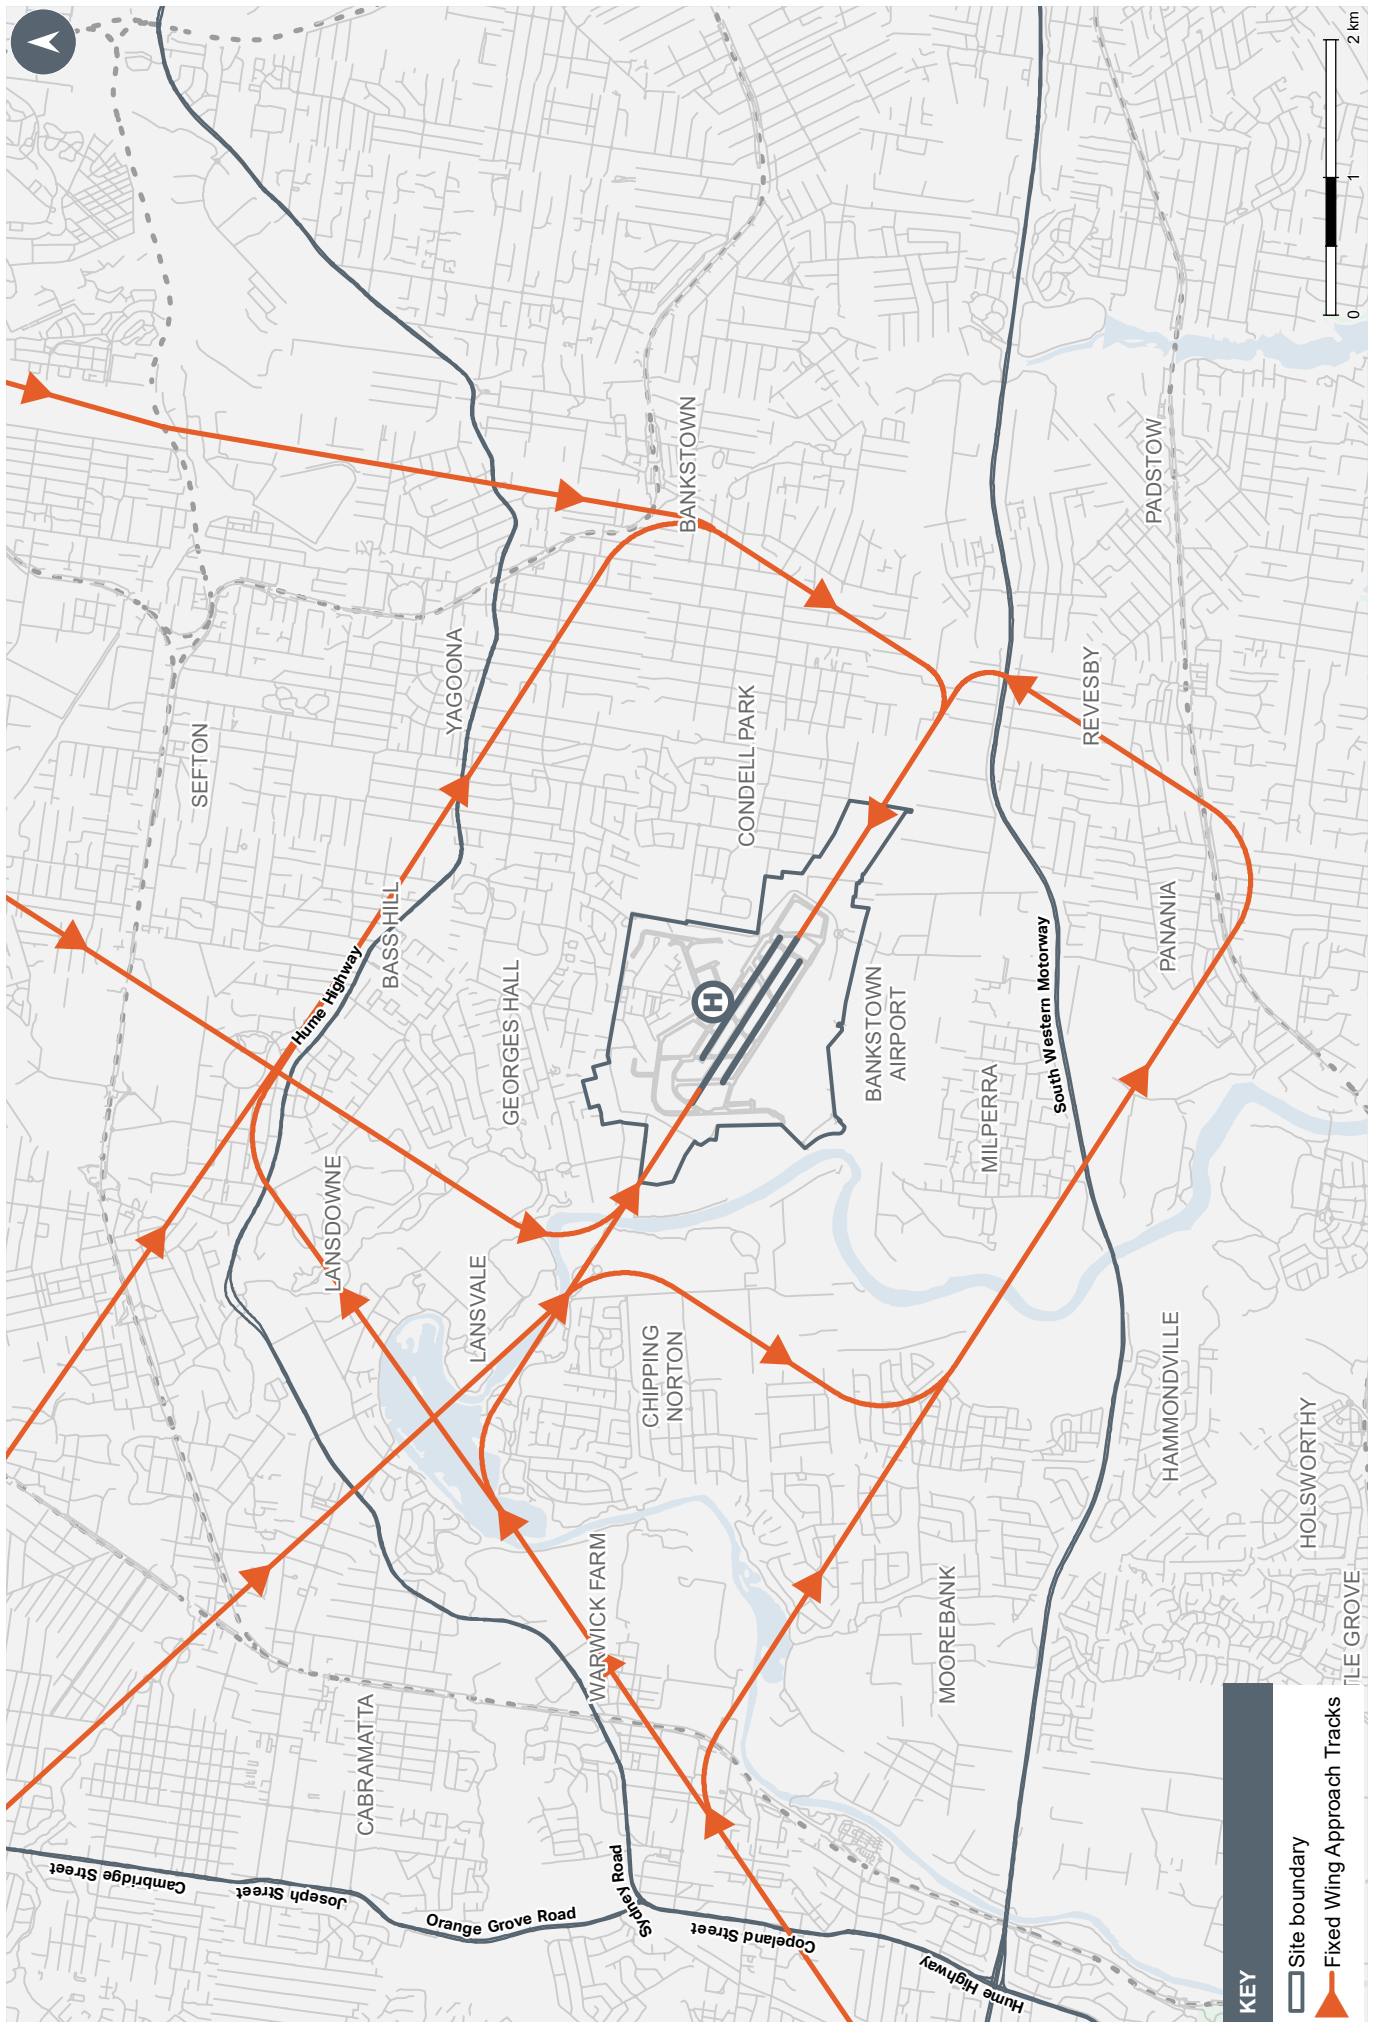 Cambridge Street
Joseph Street
Orange Grove Road
Sydney Road
Copeland Street
Hume Highway
CABRAMATTA
WARWICK FARM
MOOREBANK
LANSDOWNE
LANSVALE
CHIPPING
NORTON
HAMMONDVILLE
HOLSWORTHY
TLE GROVE
SEFTON
Hume Highway
BASS HILL
YAGOONA
GEORGES HALL
CONDELL PARK
H
BANKSTOWN
AIRPORT
MILPERRA
South Western Motorway
PANANIA
REVESBY
BANKSTOWN
PADSTOW
KEY
Site boundary
Fixed Wing Approach Tracks
0
1
2 km